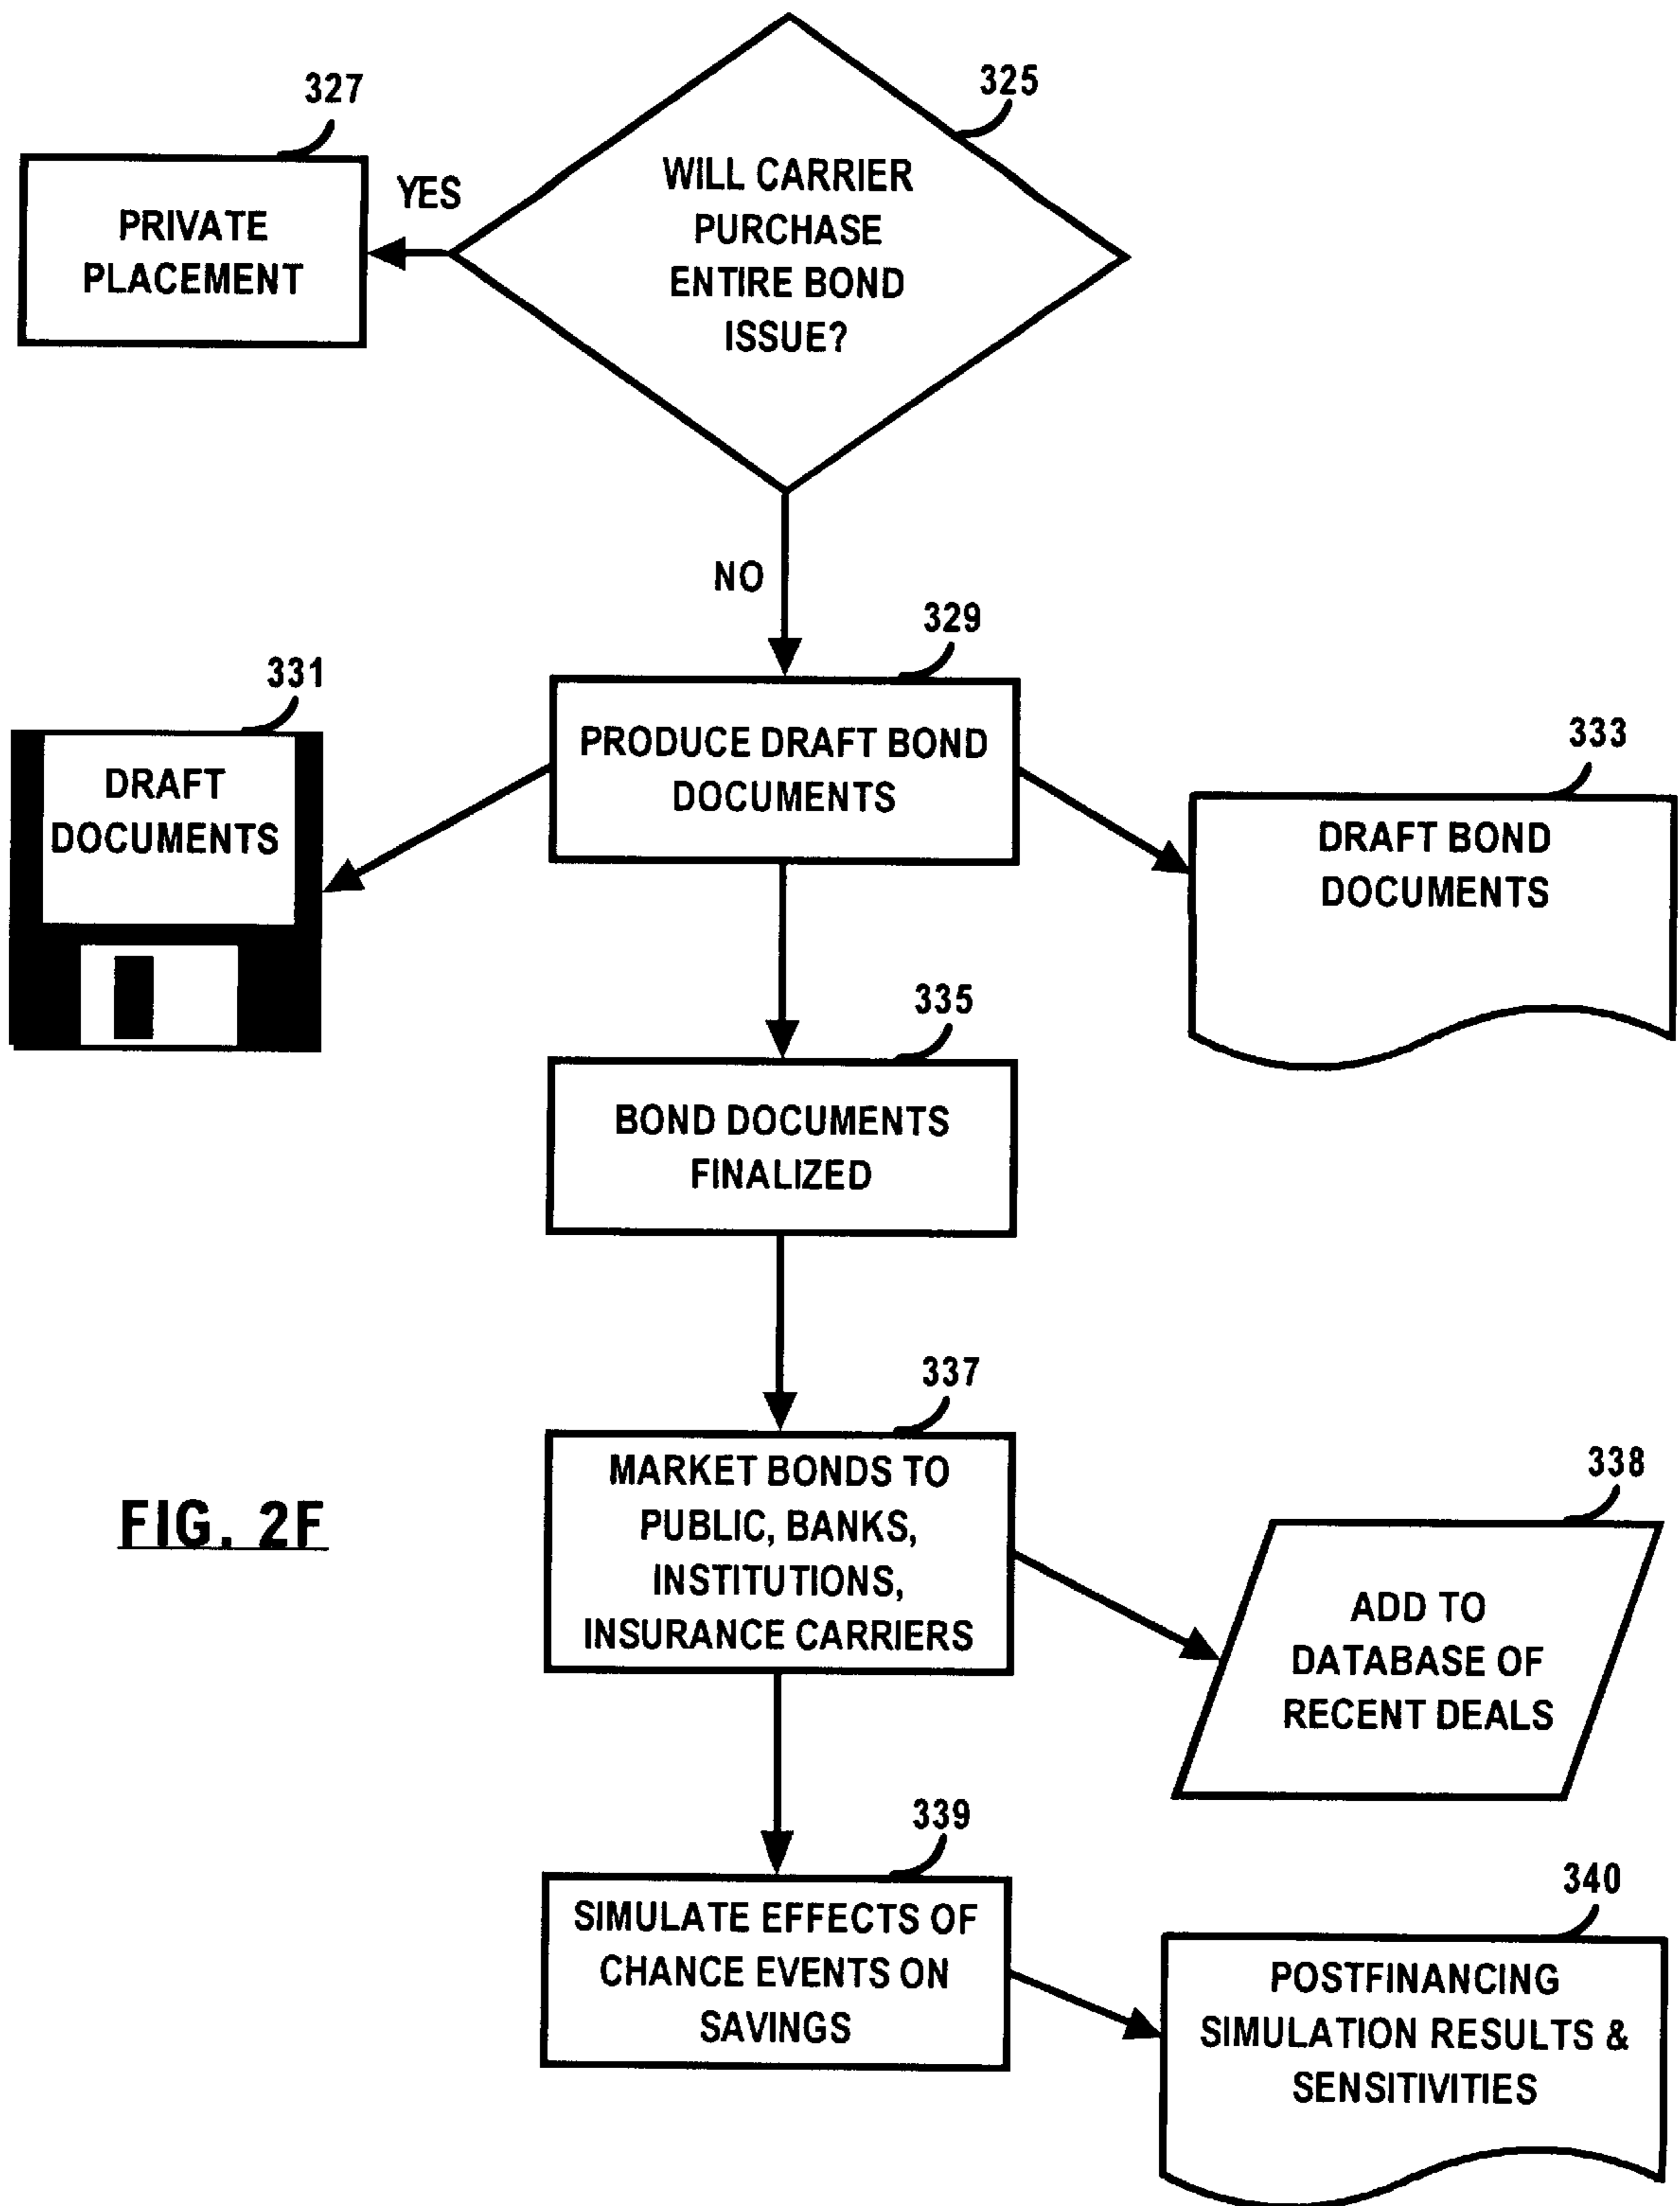 325
WILL CARRIER
PURCHASE
ENTIRE BOND
ISSUE?
327
YES
PRIVATE
PLACEMENT
NO
329
PRODUCE DRAFT BOND
DOCUMENTS
331
DRAFT
DOCUMENTS
333
DRAFT BOND
DOCUMENTS
335
BOND DOCUMENTS
FINALIZED
337
MARKET BONDS TO
PUBLIC, BANKS,
INSTITUTIONS,
INSURANCE CARRIERS
338
ADD TO
DATABASE OF
RECENT DEALS
FIG. 2F
339
SIMULATE EFFECTS OF
CHANCE EVENTS ON
SAVINGS
340
POSTFINANCING
SIMULATION RESULTS &
SENSITIVITIES